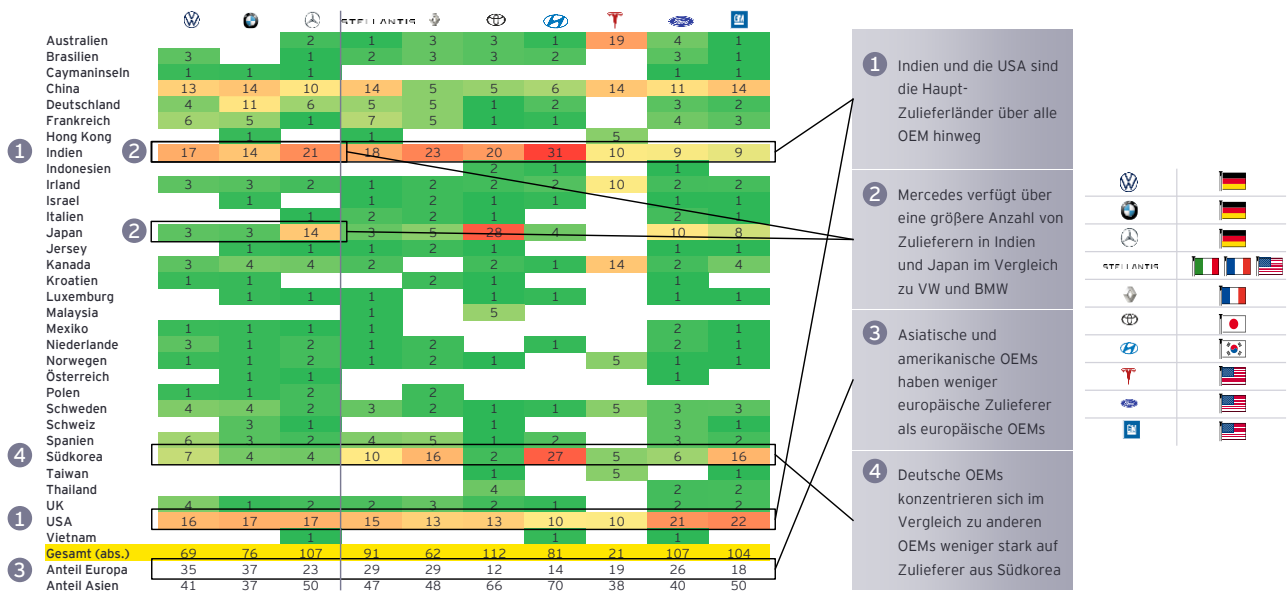 STELLANTIS GM
Australien 2 1 3 3 1 19 4 1
Brasilien 3 1 2 3 3 2 3 1
Caymaninseln 1 1 1 1 1
China 13 14 10 14 5 5 6 14 11 14
Deutschland 4 11 6 5 5 1 2 3 2
Frankreich 6 5 1 7 5 1 1 4 3
Hong Kong 1 1 5
1 Indien 2 17 14 21 18 23 20 31 10 9 9
Indonesien 2 1 1
Irland 3 3 2 1 2 2 2 10 2 2
Israel 1 1 2 1 1 1 1
Italien 1 2 2 1 2 1
Japan 2 3 3 14 3 5 28 4 10 8
Jersey 1 1 1 2 1 1 1
Kanada 3 4 4 2 2 1 14 2 4
Kroatien 1 1 2 1 1
Luxemburg 1 1 1 1 1 1 1
Malaysia 1 5
Mexiko 1 1 1 1 2 1
Niederlande 3 1 2 1 2 1 2 1
Norwegen 1 1 2 1 2 1 5 1 1
Österreich 1 1 1
Polen 1 1 2 2
Schweden 4 4 2 3 2 1 1 5 3 3
Schweiz 3 1 1 3 1
Spanien 6 3 2 4 5 1 2 3 2
4 Südkorea 7 4 4 10 16 2 27 5 6 16
Taiwan 1 5 1
Thailand 4 2 2
UK 4 1 2 2 3 2 1 2 2
1 USA 16 17 17 15 13 13 10 10 21 22
Vietnam 1 1 1
Gesamt (abs.) 69 76 107 91 62 112 81 21 107 104
3 Anteil Europa 35 37 23 29 29 12 14 19 26 18
Anteil Asien 41 37 50 47 48 66 70 38 40 50
1 Indien und die USA sind
die Haupt-
Zulieferländer über alle
OEM hinweg
2 Mercedes verfügt über
eine größere Anzahl von
Zulieferern in Indien
und Japan im Vergleich
zu VW und BMW
3 Asiatische und
amerikanische OEMs
haben weniger
europäische Zulieferer
als europäische OEMs
4 Deutsche OEMs
konzentrieren sich im
Vergleich zu anderen
OEMs weniger stark auf
Zulieferer aus Südkorea
STELLANTIS
GM